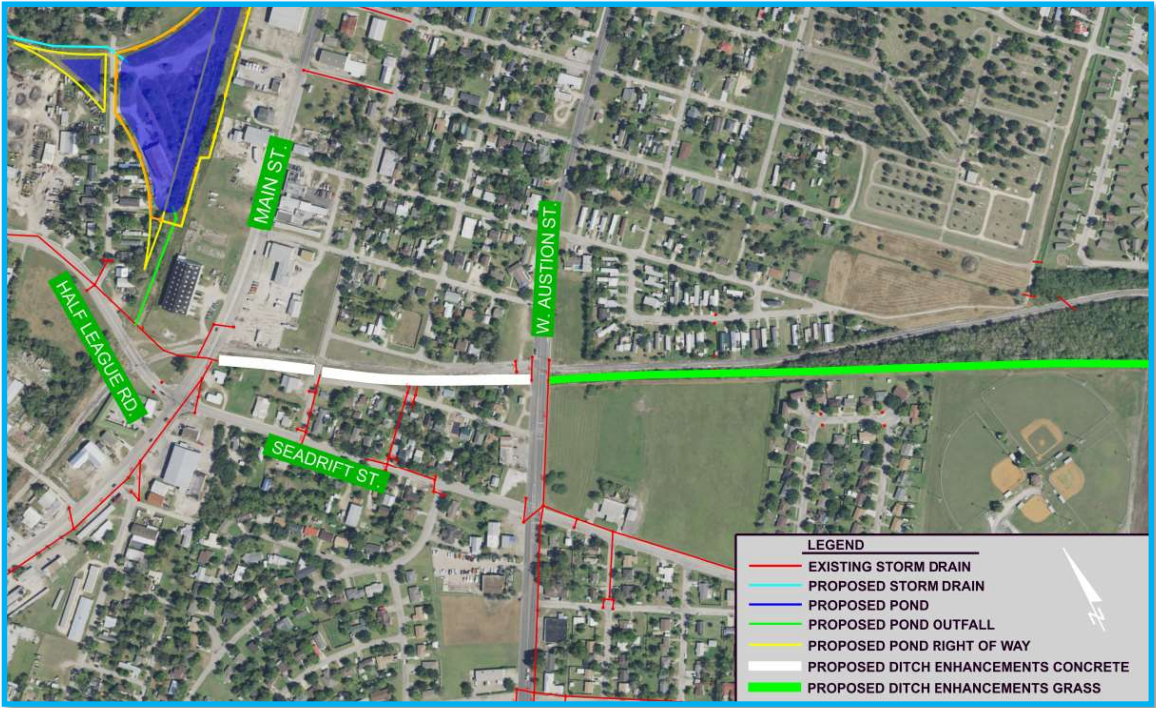 MAIN ST.
W. AUSTION ST.
HALF LEAGUE RD.
SEADRIFT ST.
LEGEND
EXISTING STORM DRAIN
PROPOSED STORM DRAIN
PROPOSED POND
PROPOSED POND OUTFALL
PROPOSED POND RIGHT OF WAY
PROPOSED DITCH ENHANCEMENTS CONCRETE
PROPOSED DITCH ENHANCEMENTS GRASS
N